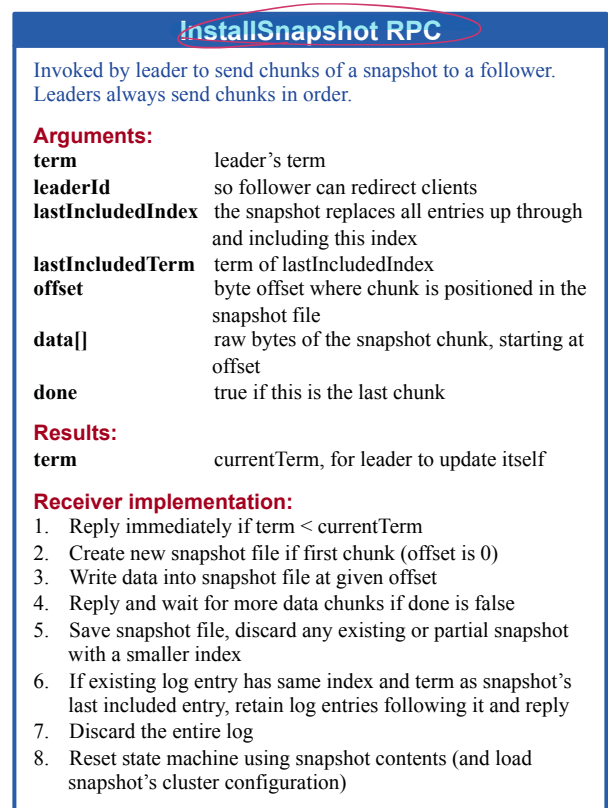 InstallSnapshot RPC
Invoked by leader to send chunks of a snapshot to a follower.
Leaders always send chunks in order.
Arguments:
term leader's term
leaderId so follower can redirect clients
lastIncludedIndex the snapshot replaces all entries up through
and including this index
lastIncludedTerm term of lastIncludedIndex
offset byte offset where chunk is positioned in the
snapshot file
data[] raw bytes of the snapshot chunk, starting at
offset
done true if this is the last chunk
Results:
term currentTerm, for leader to update itself
Receiver implementation:
1. Reply immediately if term < currentTerm
2. Create new snapshot file if first chunk (offset is 0)
3. Write data into snapshot file at given offset
4. Reply and wait for more data chunks if done is false
5. Save snapshot file, discard any existing or partial snapshot
with a smaller index
6. If existing log entry has same index and term as snapshot's
last included entry, retain log entries following it and reply
7. Discard the entire log
8. Reset state machine using snapshot contents (and load
snapshot's cluster configuration)